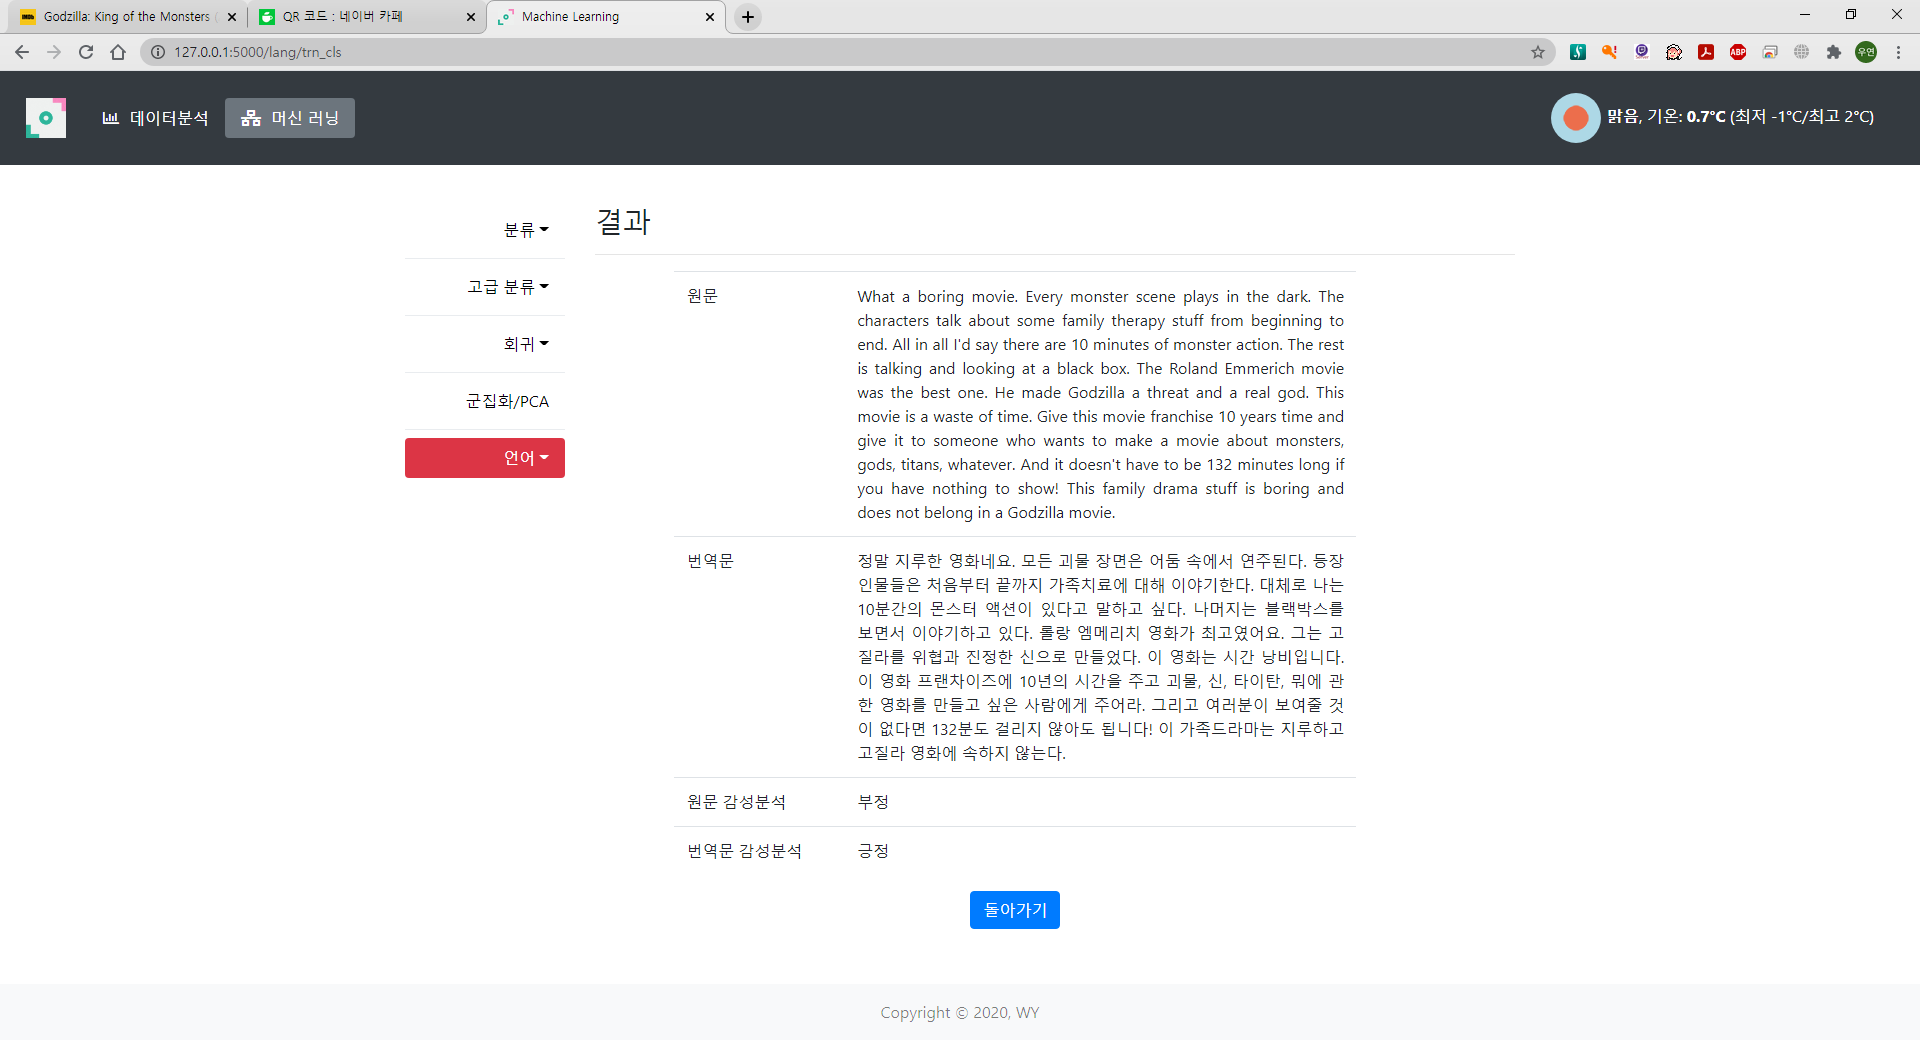 Godzilla: King of the Monsters (
QR 코드 : 네이버 카페
Machine Learning
127.0.0.1:5000/lang/trn_cls
ABP
우연
데이터분석
머신 러닝
맑음, 기온: 0.7°C (최저 -1°C/최고 2°C)
분류
고급 분류
회귀
군집화/PCA
언어
결과
원문
What a boring movie. Every monster scene plays in the dark. The
characters talk about some family therapy stuff from beginning to
end. All in all I'd say there are 10 minutes of monster action. The rest
is talking and looking at a black box. The Roland Emmerich movie
was the best one. He made Godzilla a threat and a real god. This
movie is a waste of time. Give this movie franchise 10 years time and
give it to someone who wants to make a movie about monsters,
gods, titans, whatever. And it doesn't have to be 132 minutes long if
you have nothing to show! This family drama stuff is boring and
does not belong in a Godzilla movie.
번역문
정말 지루한 영화네요. 모든 괴물 장면은 어둠 속에서 연주된다. 등장
인물들은 처음부터 끝까지 가족치료에 대해 이야기한다. 대체로 나는
10분간의 몬스터 액션이 있다고 말하고 싶다. 나머지는 블랙박스를
보면서 이야기하고 있다. 롤랑 엠메리치 영화가 최고였어요. 그는 고
질라를 위협과 진정한 신으로 만들었다. 이 영화는 시간 낭비입니다.
이 영화 프랜차이즈에 10년의 시간을 주고 괴물, 신, 타이탄, 뭐에 관
한 영화를 만들고 싶은 사람에게 주어라. 그리고 여러분이 보여줄 것
이 없다면 132분도 걸리지 않아도 됩니다! 이 가족드라마는 지루하고
고질라 영화에 속하지 않는다.
원문 감성분석
부정
번역문 감성분석
긍정
돌아가기
Copyright © 2020, WY